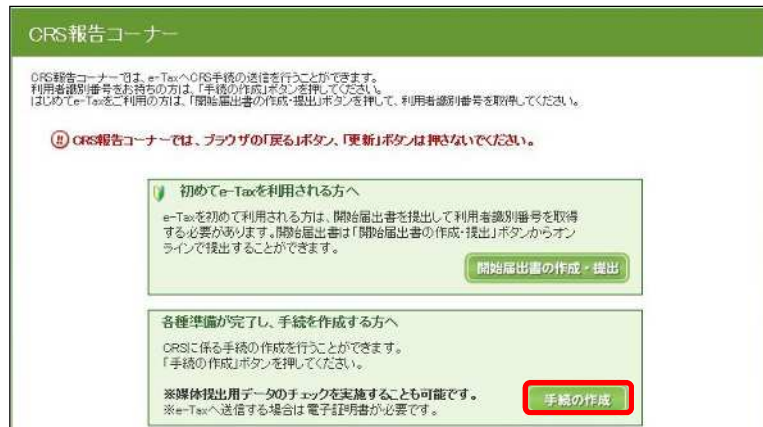 CRS報告コーナー
CRS報告コーナーでは、e-TaxへCRS手続の送信を行うことができます。
利用者識別番号をお持ちの方は、「手続の作成」ボタンを押してください。
はじめてe-Taxをご利用の方は、「開始届出書の作成・提出」ボタンを押して、利用者識別番号を取得してください。
CRS報告コーナーでは、ブラウザの「戻る」ボタン、「更新」ボタンは押さないでください。
初めてe-Taxを利用される方へ
e-Taxを初めて利用される方は、開始届出書を提出して利用者識別番号を取得
する必要があります。開始届出書は「開始届出書の作成・提出」ボタンからオン
ラインで提出することができます。
開始届出書の作成・提出
各種準備が完了し、手続を作成する方へ
CRSに係る手続の作成を行うことができます。
「手続の作成」ボタンを押してください。
※媒体提出用データのチェックを実施することも可能です。
※e-Taxへ送信する場合は電子証明書が必要です。
手続の作成